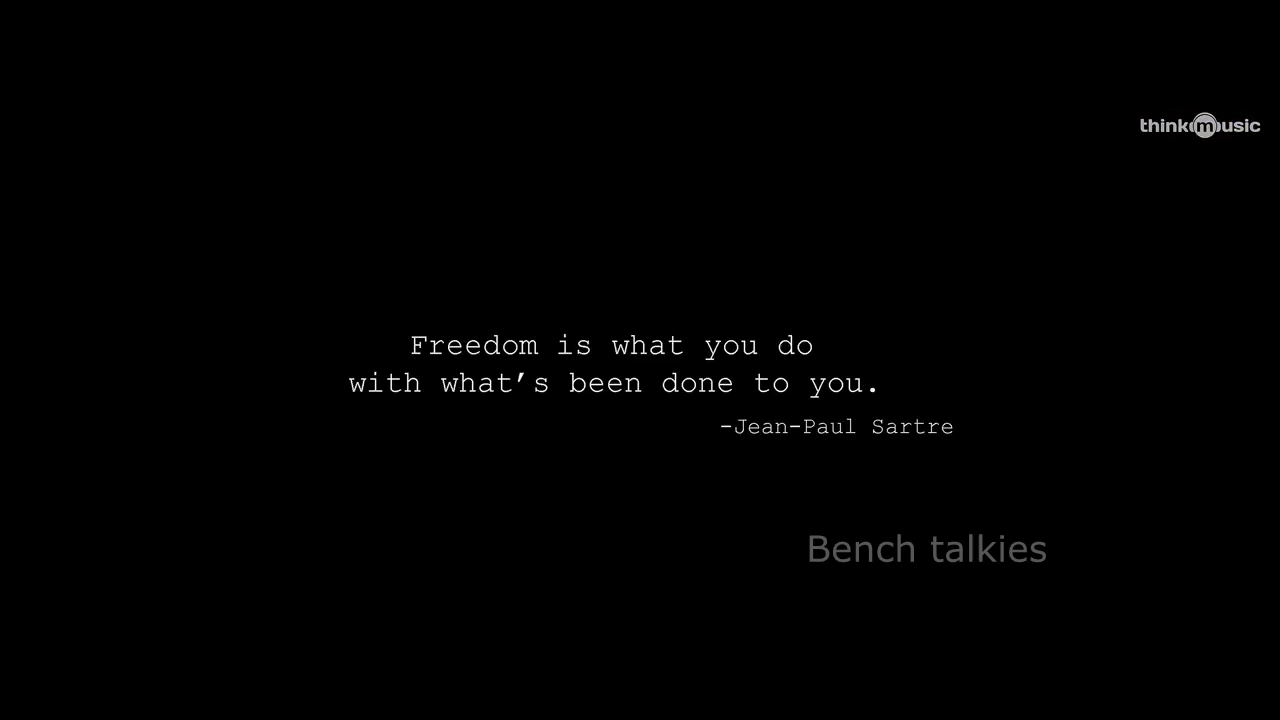 thinkmusic
Freedom is what you do
with what’s been done to you.
-Jean-Paul Sartre
Bench talkies